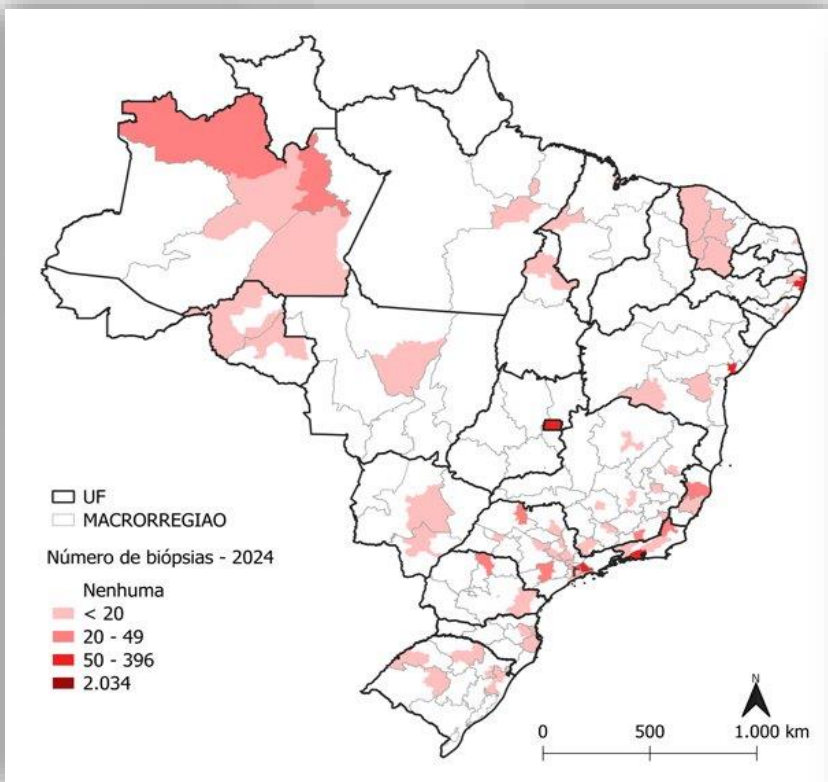 UF
MACRORREGIAO
Número de biópsias - 2024
Nenhuma
< 20
20 - 49
50 - 396
2.034
N
0 500 1.000 km